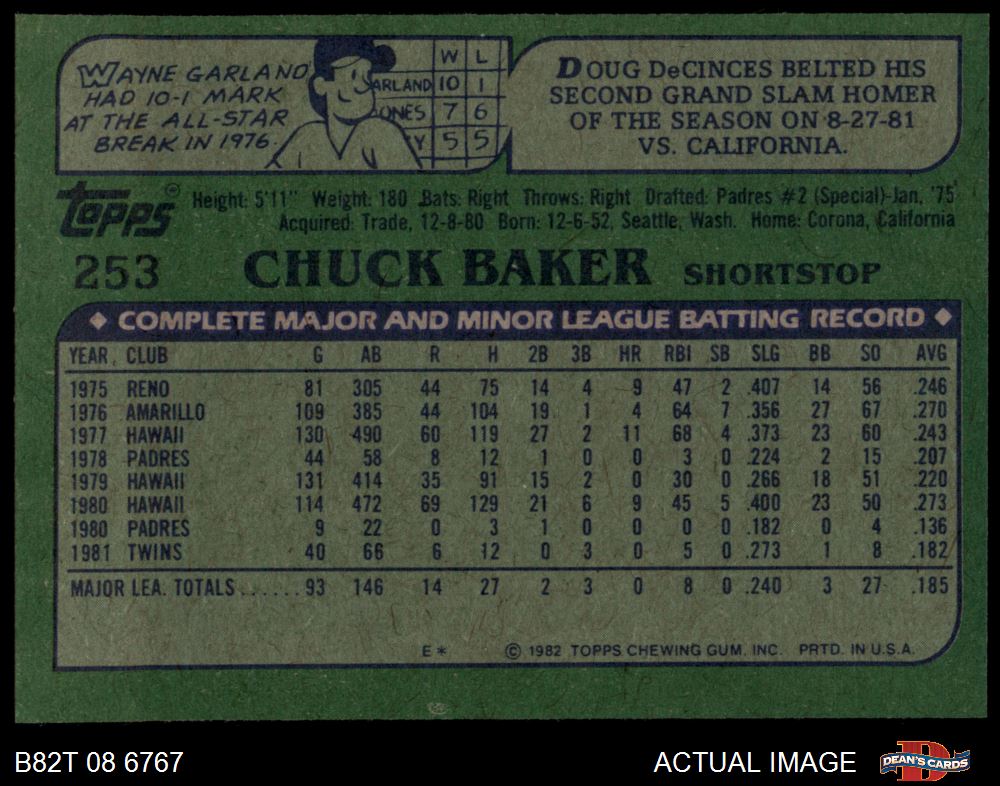 WAYNE GARLAND
HAD 10-1 MARK
AT THE ALL-STAR
BREAK IN 1976.
W L
ARLAND 10 1
ONES 7 6
Y 5 5
DOUG DeCINCES BELTED HIS
SECOND GRAND SLAM HOMER
OF THE SEASON ON 8-27-81
VS. CALIFORNIA.
Topps®
Height: 5'11" Weight: 180 Bats: Right Throws: Right Drafted: Padres #2 (Special)-Jan, '75
Acquired: Trade, 12-8-80 Born: 12-6-52, Seattle, Wash. Home: Corona, California
253 CHUCK BAKER SHORTSTOP
◆ COMPLETE MAJOR AND MINOR LEAGUE BATTING RECORD ◆
YEAR CLUB G AB R H 2B 3B HR RBI SB SLG BB SO AVG
1975 RENO 81 305 44 75 14 4 9 47 2 .407 14 56 .246
1976 AMARILLO 109 385 44 104 19 1 4 64 7 .356 27 67 .270
1977 HAWAII 130 490 60 119 27 2 11 68 4 .373 23 60 .243
1978 PADRES 44 58 8 12 1 0 0 3 0 .224 2 15 .207
1979 HAWAII 131 414 35 91 15 2 0 30 0 .266 18 51 .220
1980 HAWAII 114 472 69 129 21 6 9 45 5 .400 23 50 .273
1980 PADRES 9 22 0 3 1 0 0 0 0 .182 0 4 .136
1981 TWINS 40 66 6 12 0 3 0 5 0 .273 1 8 .182
MAJOR LEA. TOTALS......93 146 14 27 2 3 0 8 0 .240 3 27 .185
E* © 1982 TOPPS CHEWING GUM, INC. PRTD. IN U.S.A.
B82T 08 6767 ACTUAL IMAGE D DEAN'S CARDS